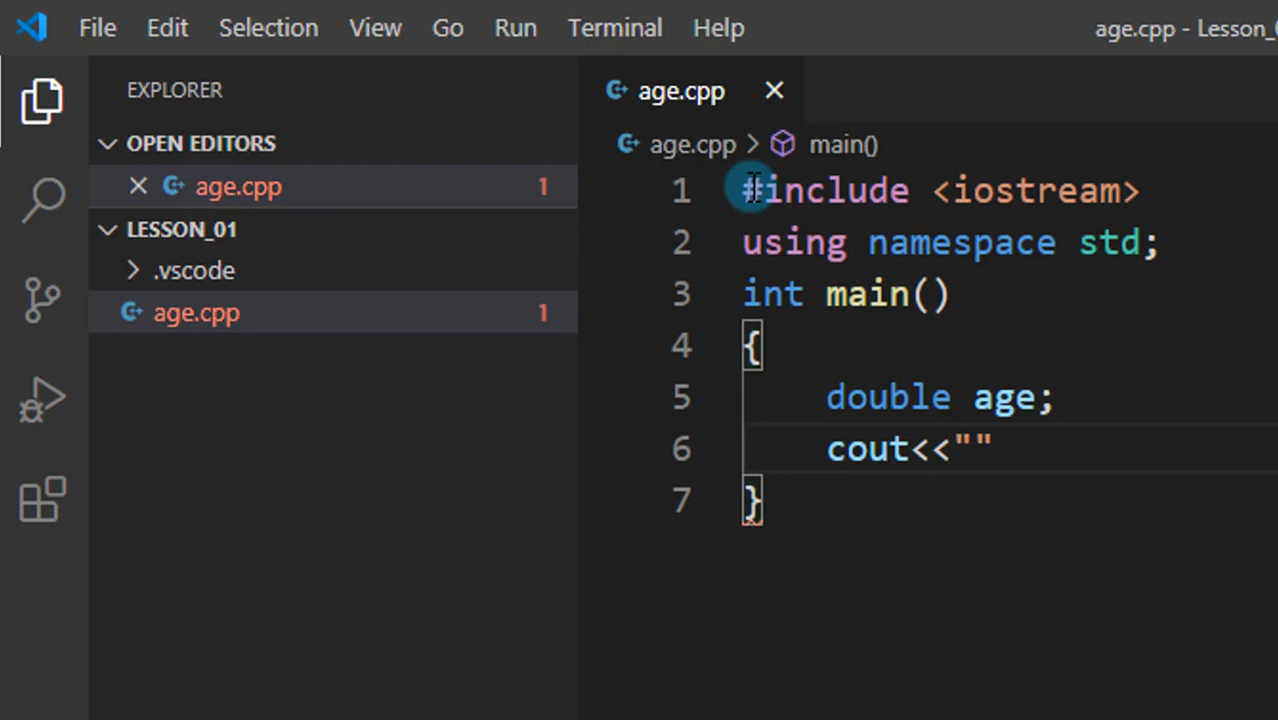 File Edit Selection View Go Run Terminal Help age.cpp - Lesson_
EXPLORER
OPEN EDITORS
age.cpp 1
LESSON_01
.vscode
age.cpp 1
age.cpp
age.cpp > main()
1 #include <iostream>
2 using namespace std;
3 int main()
4 {
5 double age;
6 cout<<""
7 }